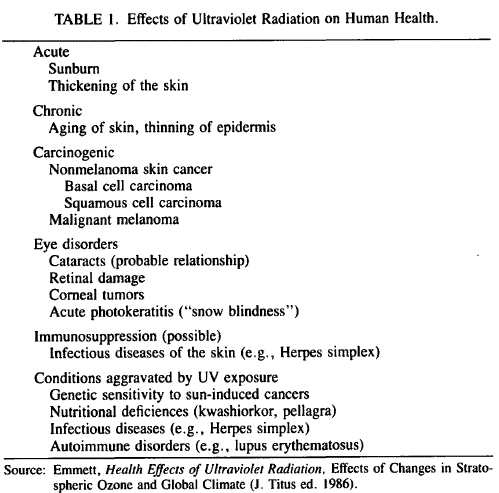 TABLE 1. Effects of Ultraviolet Radiation on Human Health.
Acute
Sunburn
Thickening of the skin
Chronic
Aging of skin, thinning of epidermis
Carcinogenic
Nonmelanoma skin cancer
Basal cell carcinoma
Squamous cell carcinoma
Malignant melanoma
Eye disorders
Cataracts (probable relationship)
Retinal damage
Corneal tumors
Acute photokeratitis (“snow blindness”)
Immunosuppression (possible)
Infectious diseases of the skin (e.g., Herpes simplex)
Conditions aggravated by UV exposure
Genetic sensitivity to sun-induced cancers
Nutritional deficiences (kwashiorkor, pellagra)
Infectious diseases (e.g., Herpes simplex)
Autoimmune disorders (e.g., lupus erythematosus)
Source: Emmett, Health Effects of Ultraviolet Radiation, Effects of Changes in Strato-
spheric Ozone and Global Climate (J. Titus ed. 1986).